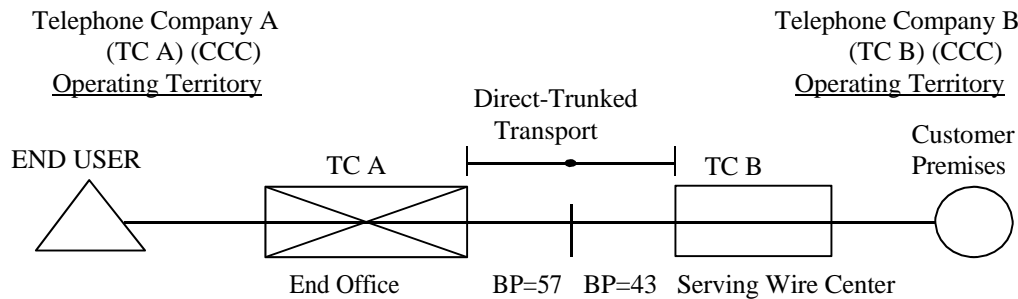 Telephone Company A
(TC A) (CCC)
Operating Territory
Telephone Company B
(TC B) (CCC)
Operating Territory
Direct-Trunked
Transport
Customer
Premises
END USER
TC A
TC B
End Office
BP=57
BP=43
Serving Wire Center